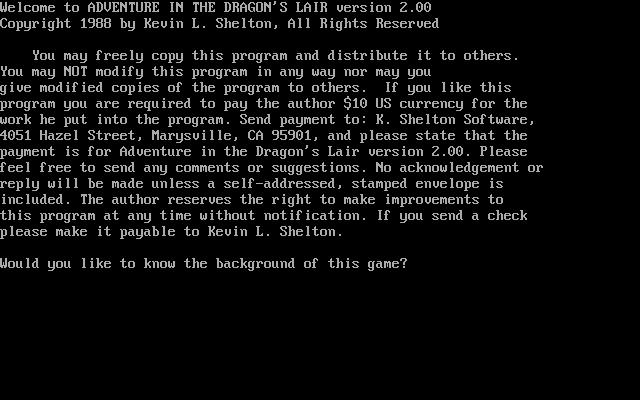 Welcome to ADVENTURE IN THE DRAGON'S LAIR version 2.00
Copyright 1988 by Kevin L. Shelton, All Rights Reserved
You may freely copy this program and distribute it to others.
You may NOT modify this program in any way nor may you
give modified copies of the program to others.  If you like this
program you are required to pay the author $10 US currency for the
work he put into the program. Send payment to: K. Shelton Software,
4051 Hazel Street, Marysville, CA 95901, and please state that the
payment is for Adventure in the Dragon's Lair version 2.00. Please
feel free to send any comments or suggestions. No acknowledgement or
reply will be made unless a self-addressed, stamped envelope is
included. The author reserves the right to make improvements to
this program at any time without notification. If you send a check
please make it payable to Kevin L. Shelton.
Would you like to know the background of this game?